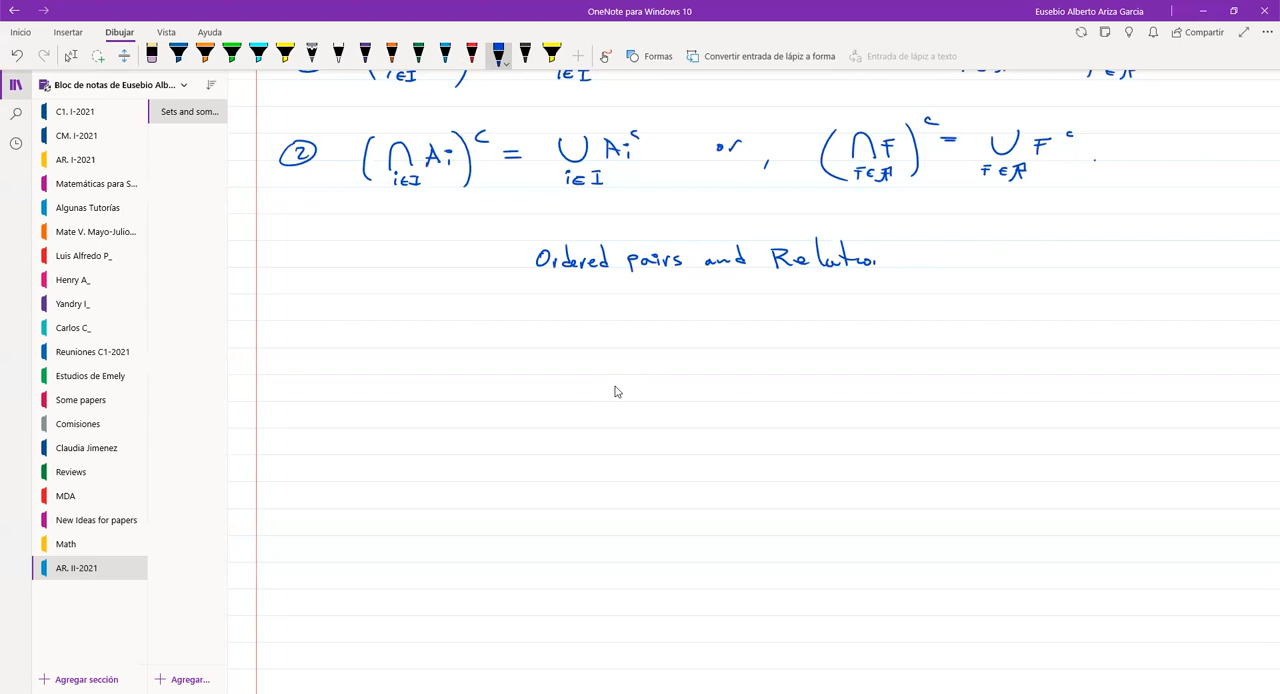 OneNote para Windows 10
Eusebio Alberto Ariza Garcia
Inicio Insertar Dibujar Vista Ayuda
Compartir
Formas Convertir entrada de lápiz a forma Entrada de lápiz a texto
Bloc de notas de Eusebio Alb...
C1. I-2021
CM. I-2021
AR. I-2021
Matemáticas para S...
Algunas Tutorías
Mate V. Mayo-Julio...
Luis Alfredo P_
Henry A_
Yandry I_
Carlos C_
Reuniones C1-2021
Estudios de Emely
Some papers
Comisiones
Claudia Jimenez
Reviews
MDA
New Ideas for papers
Math
AR. II-2021
Agregar sección
Sets and som...
Agregar...
i∈I i∈I
② (⋂_{i∈I} Ai)^c = ⋃_{i∈I} Ai^c or, (⋂_{F∈𝓕} F)^c = ⋃_{F∈𝓕} F^c.
Ordered pairs and Relatio.